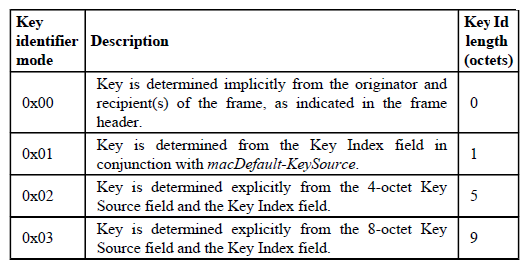 Key identifier mode Description Key Id length (octets)
0x00 Key is determined implicitly from the originator and
recipient(s) of the frame, as indicated in the frame
header. 0
0x01 Key is determined from the Key Index field in
conjunction with macDefault-KeySource. 1
0x02 Key is determined explicitly from the 4-octet Key
Source field and the Key Index field. 5
0x03 Key is determined explicitly from the 8-octet Key
Source field and the Key Index field. 9